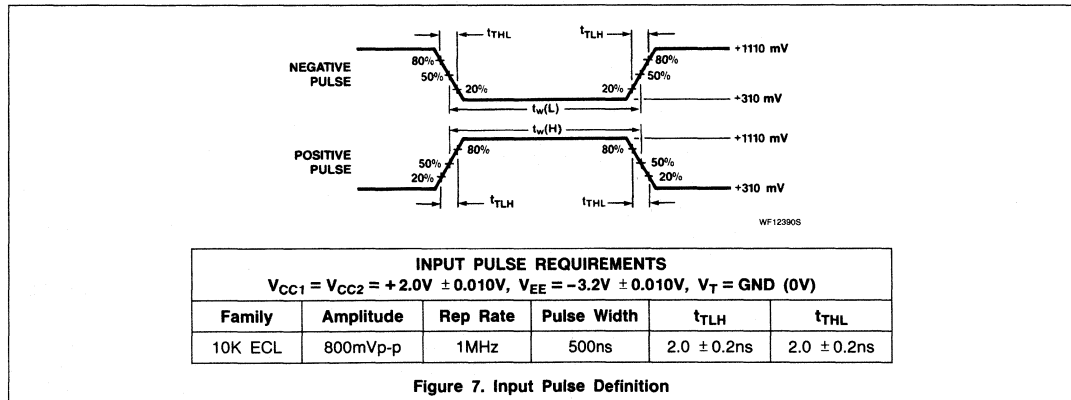 tTHL
tTLH
+1110 mV
80%
80%
NEGATIVE
PULSE
50%
50%
20%
20%
+310 mV
tw(L)
tw(H)
+1110 mV
80%
80%
POSITIVE
PULSE
50%
50%
20%
20%
+310 mV
tTLH
tTHL
WF12390S
INPUT PULSE REQUIREMENTS
VCC1 = VCC2 = +2.0V ±0.010V, VEE = −3.2V ±0.010V, VT = GND (0V)
Family Amplitude Rep Rate Pulse Width tTLH tTHL
10K ECL 800mVp-p 1MHz 500ns 2.0 ±0.2ns 2.0 ±0.2ns
Figure 7. Input Pulse Definition